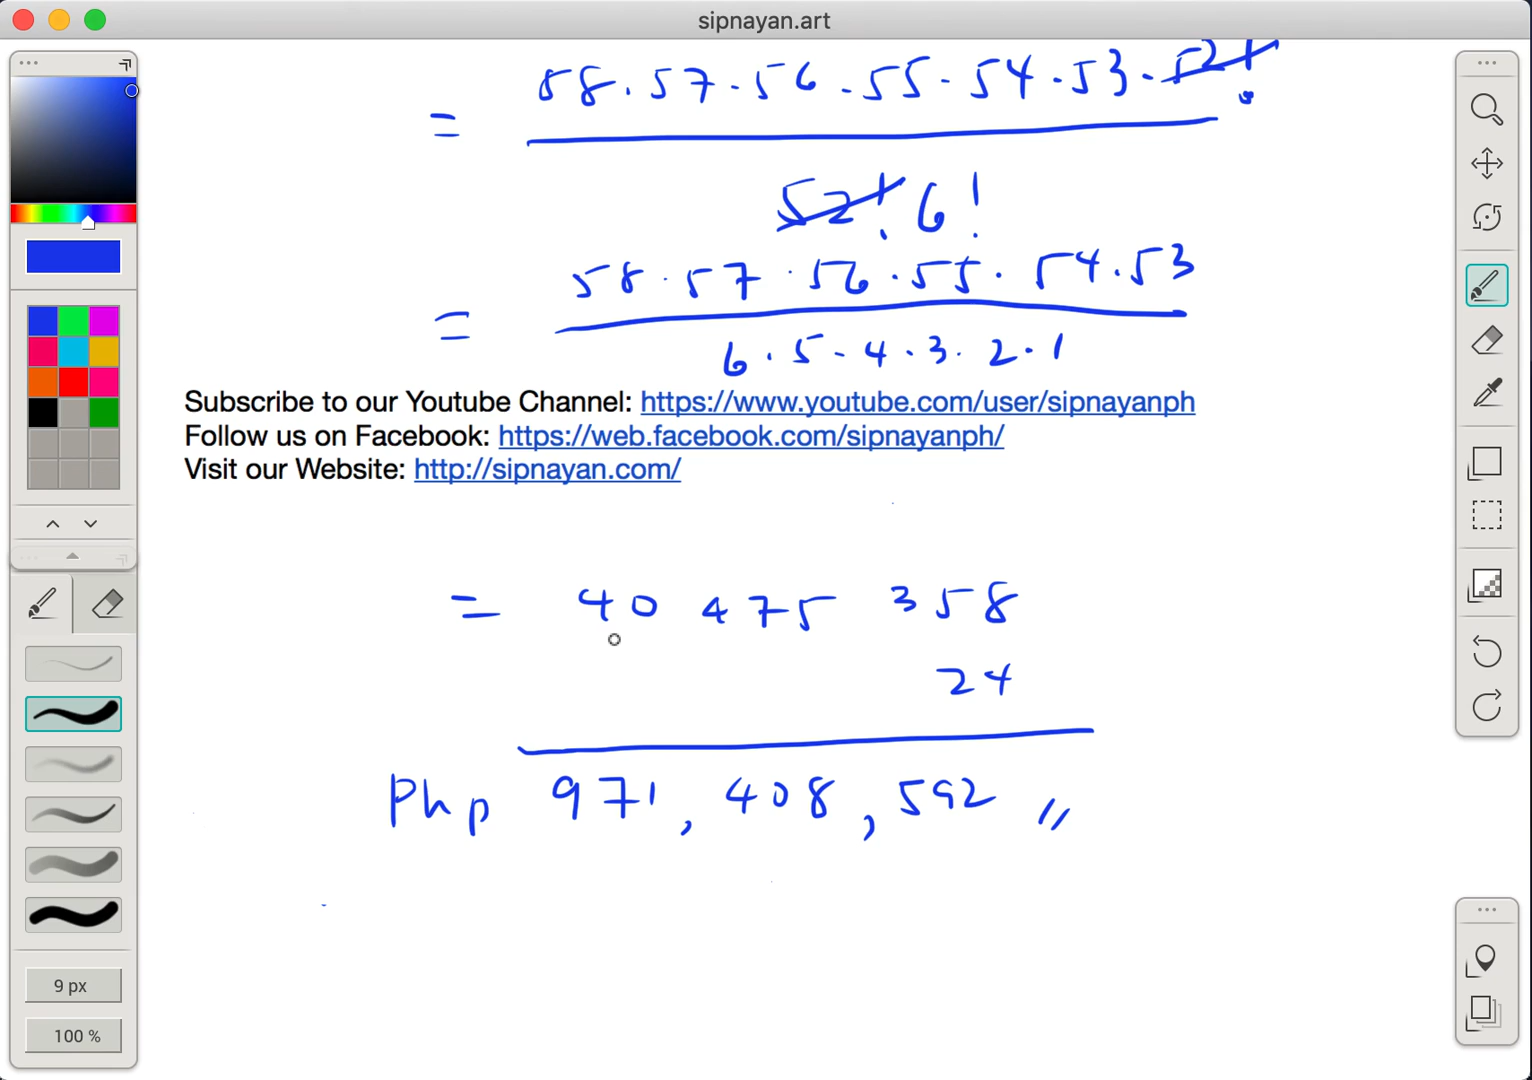 sipnayan.art
58 . 57 . 56 . 55 . 54 . 53 . 52!
=
52! 6!
58 . 57 . 56 . 55 . 54 . 53
=
6 . 5 . 4 . 3 . 2 . 1
Subscribe to our Youtube Channel: https://www.youtube.com/user/sipnayanph
Follow us on Facebook: https://web.facebook.com/sipnayanph/
Visit our Website: http://sipnayan.com/
= 40 475 358
24
Php 971, 408, 592 //
9 px
100 %